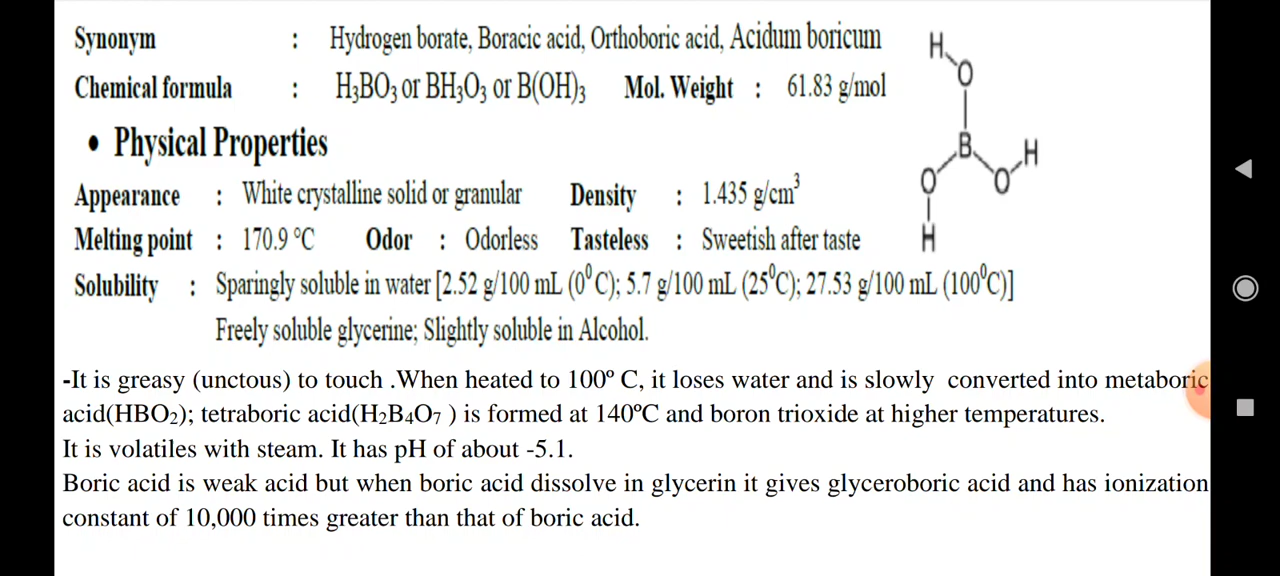 Synonym : Hydrogen borate, Boracic acid, Orthoboric acid, Acidum boricum
Chemical formula : H₃BO₃ or BH₃O₃ or B(OH)₃ Mol. Weight : 61.83 g/mol
• Physical Properties
Appearance : White crystalline solid or granular Density : 1.435 g/cm³
Melting point : 170.9 °C Odor : Odorless Tasteless : Sweetish after taste
Solubility : Sparingly soluble in water [2.52 g/100 mL (0⁰C); 5.7 g/100 mL (25⁰C); 27.53 g/100 mL (100⁰C)]
Freely soluble glycerine; Slightly soluble in Alcohol.
H
O
B
H
O
O
H
-It is greasy (unctous) to touch .When heated to 100º C, it loses water and is slowly converted into metaboric
acid(HBO₂); tetraboric acid(H₂B₄O₇ ) is formed at 140ºC and boron trioxide at higher temperatures.
It is volatiles with steam. It has pH of about -5.1.
Boric acid is weak acid but when boric acid dissolve in glycerin it gives glyceroboric acid and has ionization
constant of 10,000 times greater than that of boric acid.